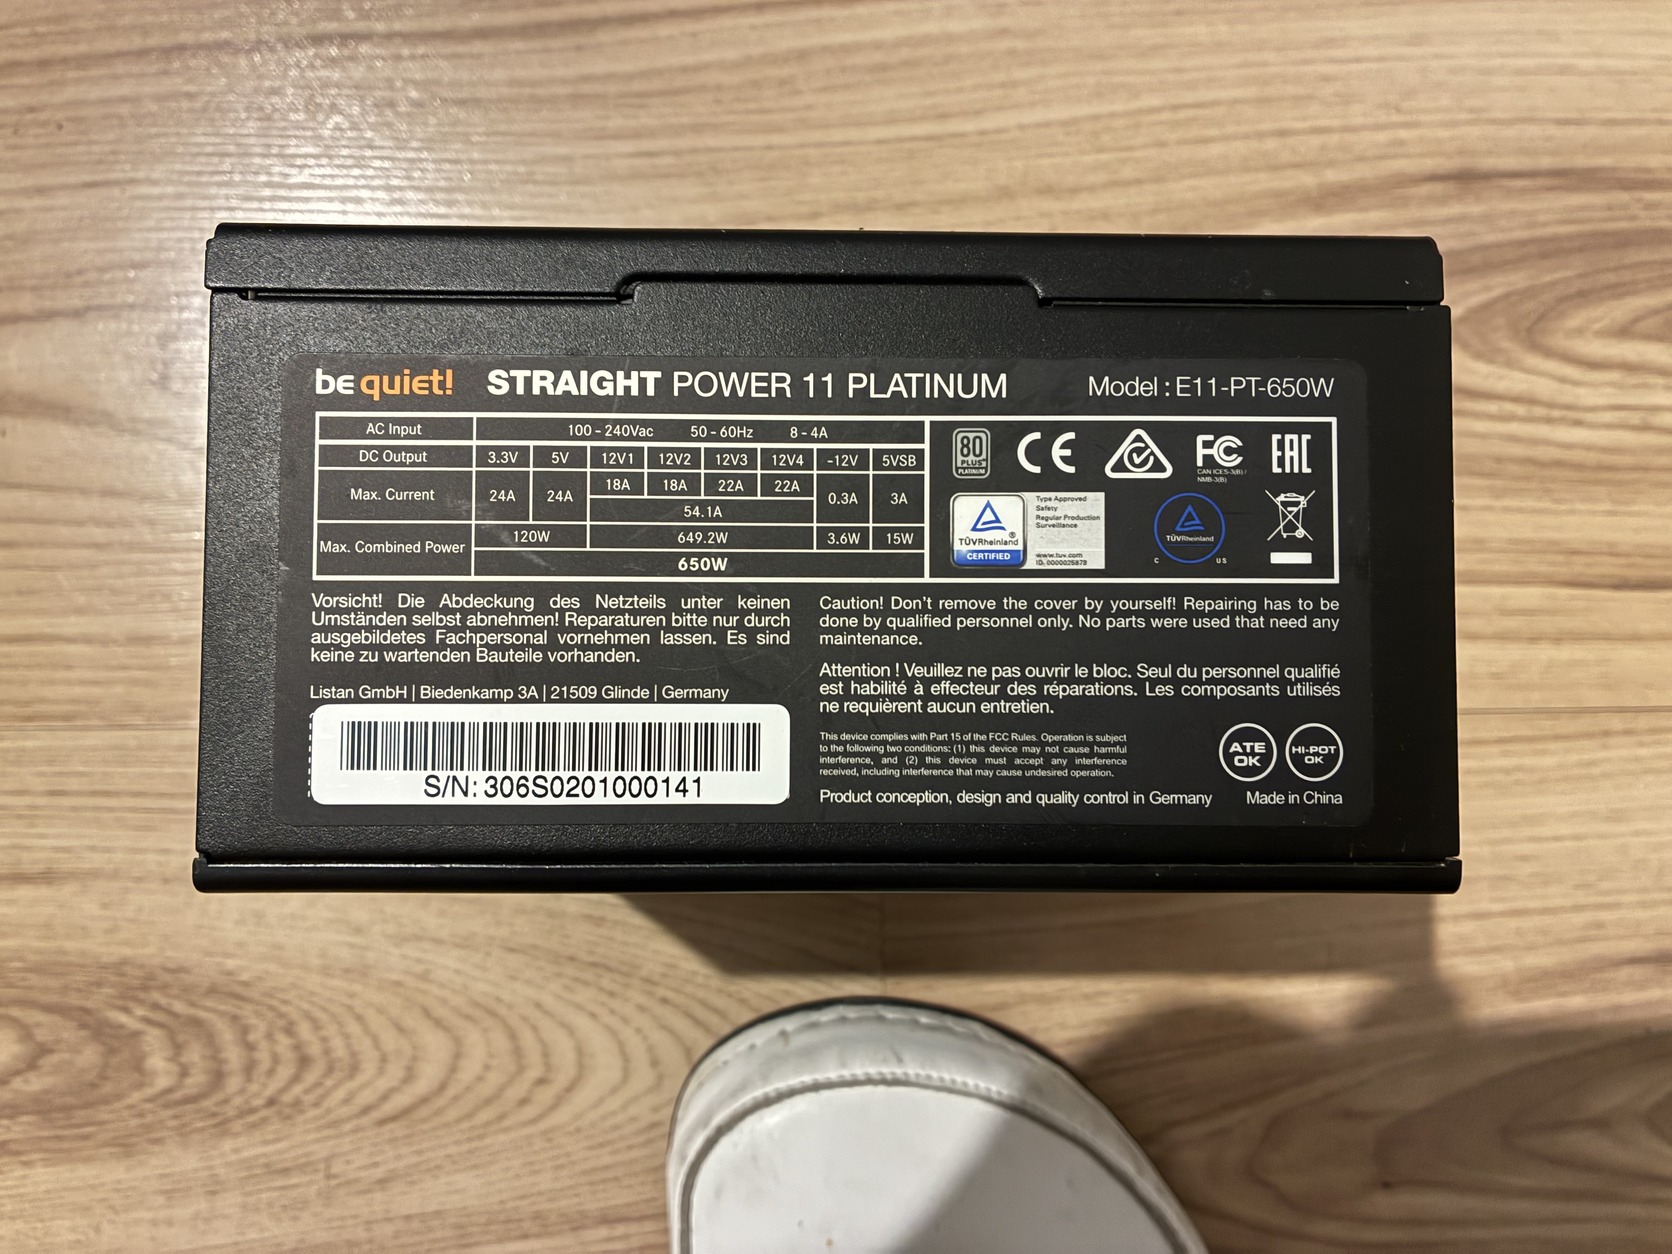 be quiet! STRAIGHT POWER 11 PLATINUM Model : E11-PT-650W
AC Input 100 - 240Vac 50 - 60Hz 8 - 4A
DC Output 3.3V 5V 12V1 12V2 12V3 12V4 -12V 5VSB
Max. Current 24A 24A 18A 18A 22A 22A 0.3A 3A
54.1A
Max. Combined Power 120W 649.2W 3.6W 15W
650W
80
PLUS
PLATINUM
CE
FC
CAN ICES-3(B) /
NMB-3(B)
EAC
TÜVRheinland®
CERTIFIED
Type Approved
Safety
Regular Production
Surveillance
www.tuv.com
ID. 0000025878
TÜVRheinland
C US
Vorsicht! Die Abdeckung des Netzteils unter keinen
Umständen selbst abnehmen! Reparaturen bitte nur durch
ausgebildetes Fachpersonal vornehmen lassen. Es sind
keine zu wartenden Bauteile vorhanden.
Listan GmbH | Biedenkamp 3A | 21509 Glinde | Germany
S/N: 306S0201000141
Caution! Don't remove the cover by yourself! Repairing has to be
done by qualified personnel only. No parts were used that need any
maintenance.
Attention ! Veuillez ne pas ouvrir le bloc. Seul du personnel qualifié
est habilité à effecteur des réparations. Les composants utilisés
ne requièrent aucun entretien.
This device complies with Part 15 of the FCC Rules. Operation is subject
to the following two conditions: (1) this device may not cause harmful
interference, and (2) this device must accept any interference
received, including interference that may cause undesired operation.
ATE
OK
HI-POT
OK
Product conception, design and quality control in Germany Made in China